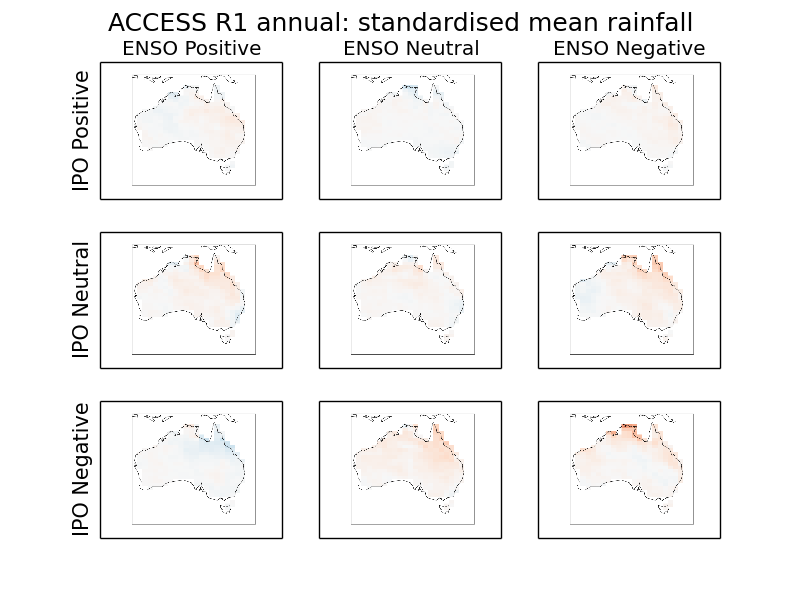 ACCESS R1 annual: standardised mean rainfall
ENSO Positive
ENSO Neutral
ENSO Negative
IPO Positive
IPO Neutral
IPO Negative